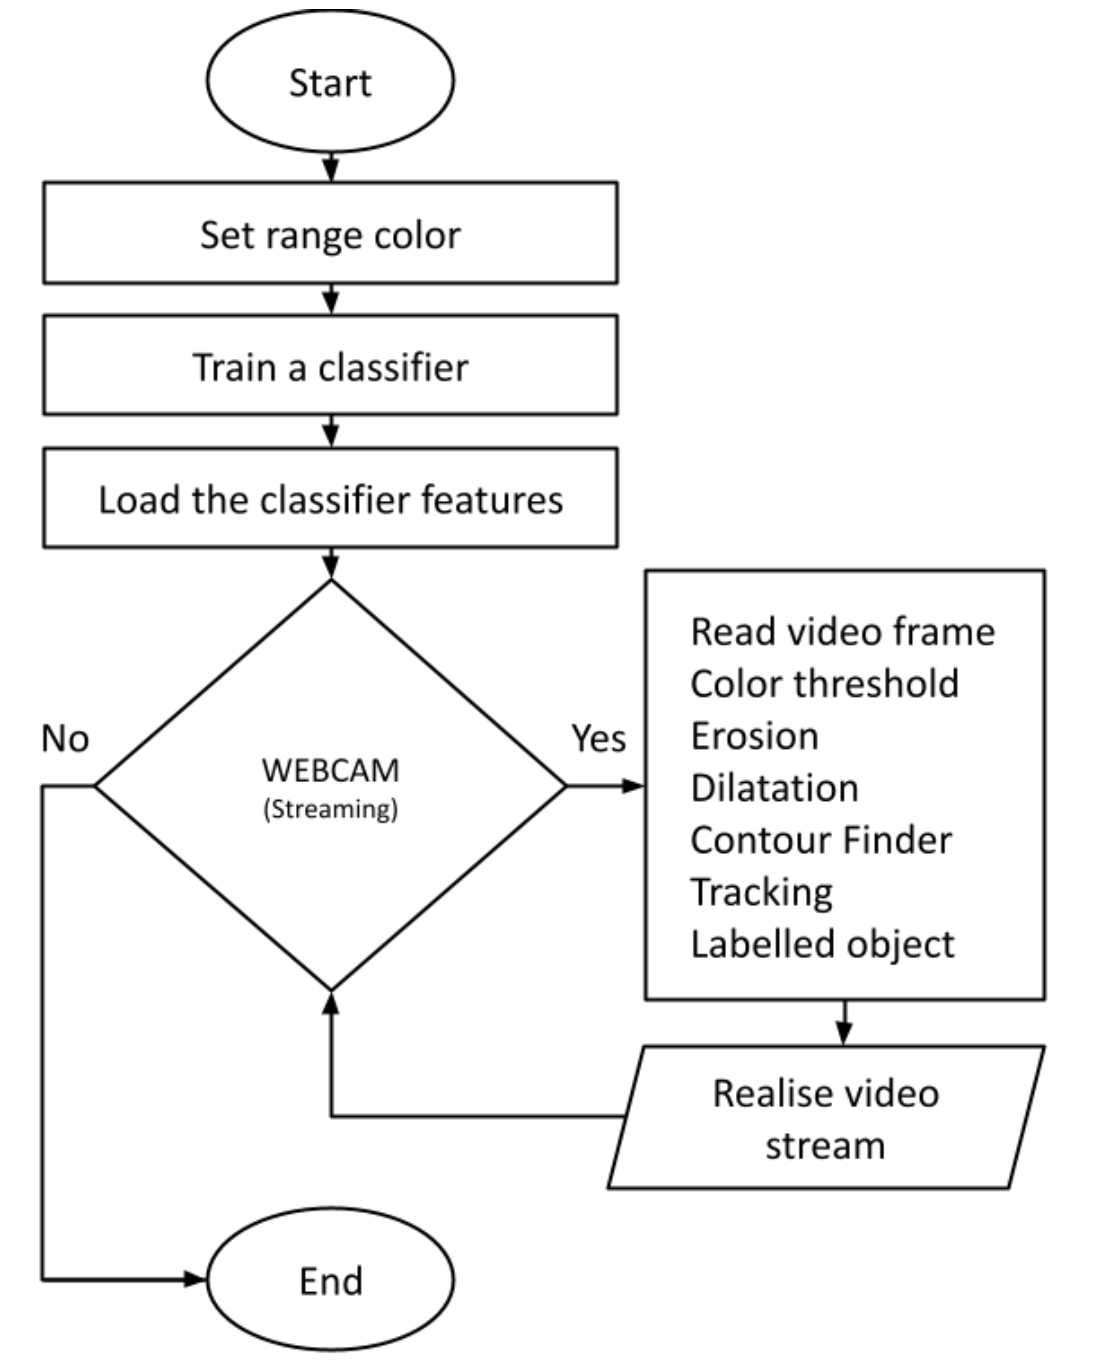 Start
Set range color
Train a classifier
Load the classifier features
No
WEBCAM
(Streaming)
Yes
Read video frame
Color threshold
Erosion
Dilatation
Contour Finder
Tracking
Labelled object
Realise video
stream
End